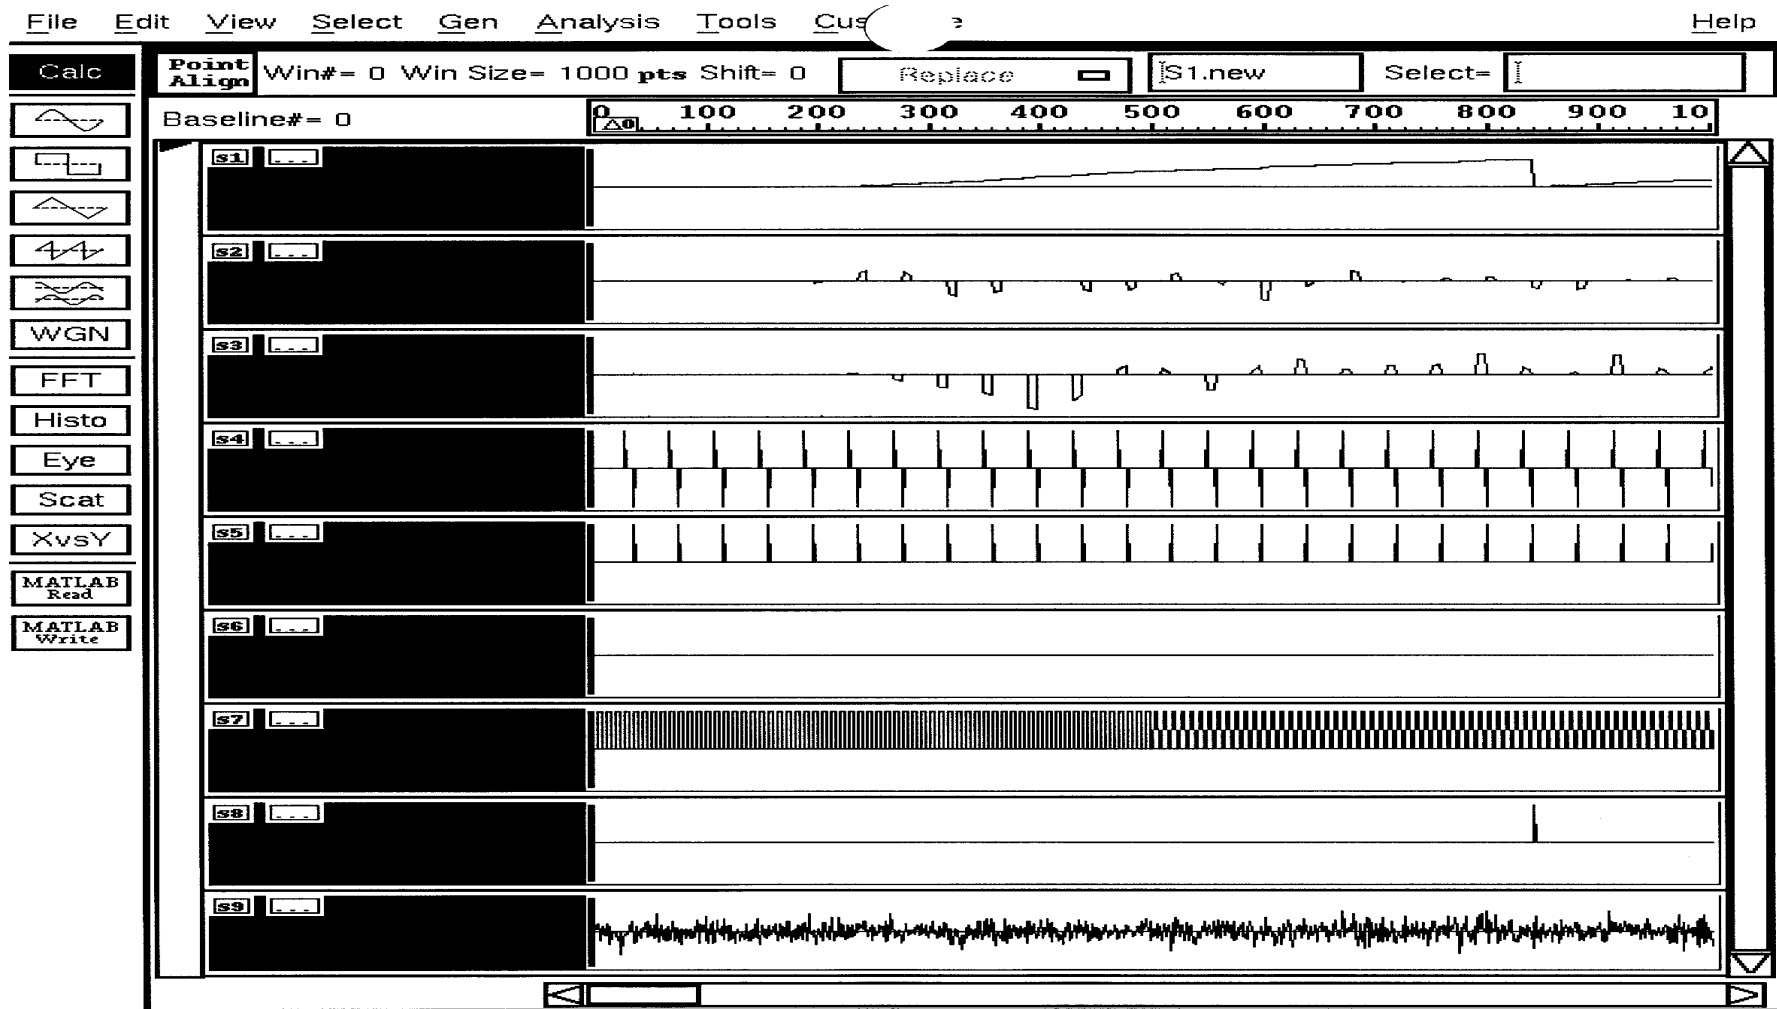 File Edit View Select Gen Analysis Tools Help
Calc
Point Align Win#= 0 Win Size= 1000 pts Shift= 0 Replace S1.new Select=
Baseline#= 0
0 100 200 300 400 500 600 700 800 900 10
△0
s1 ...
s2 ...
s3 ...
WGN
FFT
Histo
s4 ...
Eye
Scat
s5 ...
XvsY
MATLAB Read
s6 ...
MATLAB Write
s7 ...
s8 ...
s9 ...